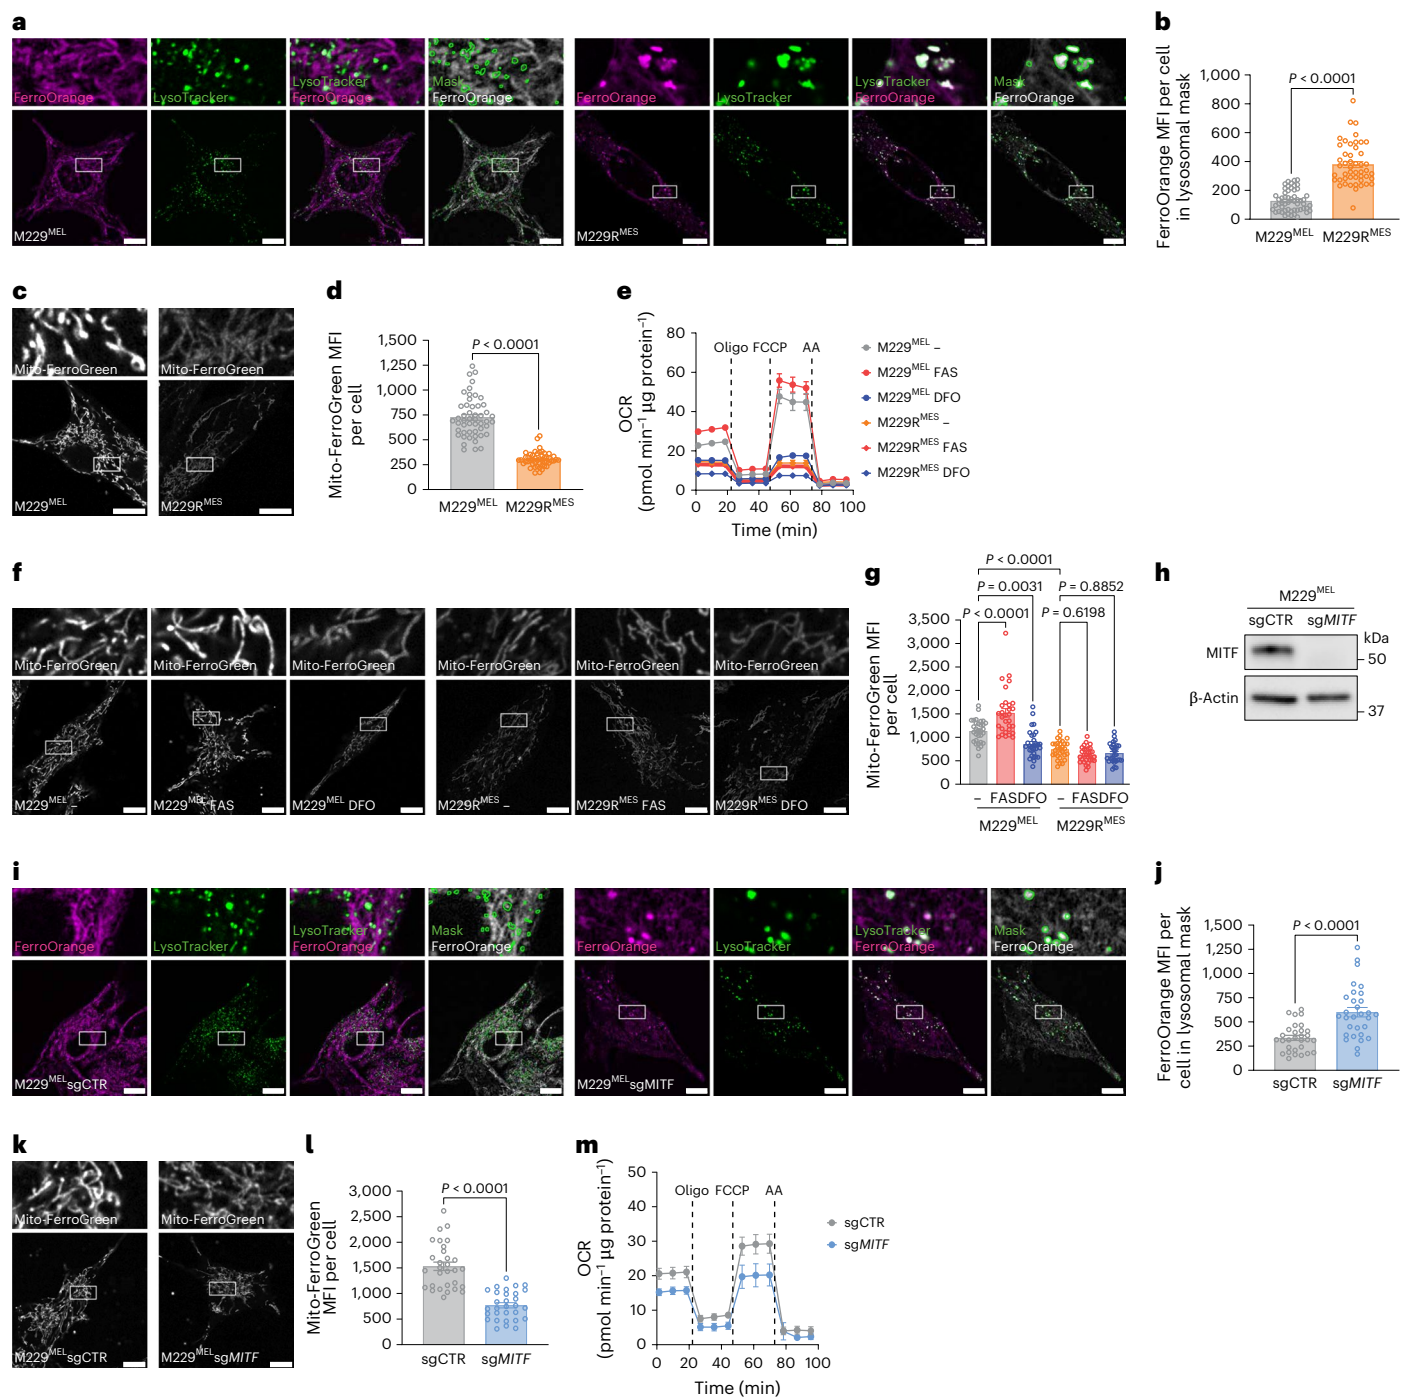 a
FerroOrange
LysoTracker
LysoTracker
FerroOrange
Mask
FerroOrange
FerroOrange
LysoTracker
LysoTracker
FerroOrange
Mask
FerroOrange
M229MEL
M229RMES
b
FerroOrange MFI per cell
in lysosomal mask
P < 0.0001
1,000
800
600
400
200
0
M229MEL
M229RMES
c
Mito-FerroGreen
Mito-FerroGreen
M229MEL
M229RMES
d
Mito-FerroGreen MFI
per cell
P < 0.0001
1,500
1,250
1,000
750
500
250
0
M229MEL
M229RMES
e
OCR
(pmol min−1 µg protein−1)
80
60
40
20
0
Oligo FCCP AA
0 20 40 60 80 100
Time (min)
M229MEL –
M229MEL FAS
M229MEL DFO
M229RMES –
M229RMES FAS
M229RMES DFO
f
Mito-FerroGreen
Mito-FerroGreen
Mito-FerroGreen
Mito-FerroGreen
Mito-FerroGreen
Mito-FerroGreen
M229MEL –
M229MEL FAS
M229MEL DFO
M229RMES –
M229RMES FAS
M229RMES DFO
g
Mito-FerroGreen MFI
per cell
P < 0.0001
P = 0.0031
P = 0.8852
P < 0.0001
P = 0.6198
3,500
3,000
2,500
2,000
1,500
1,000
500
0
– FAS DFO – FAS DFO
M229MEL
M229RMES
h
M229MEL
sgCTR sgMITF
kDa
MITF
50
β-Actin
37
i
FerroOrange
LysoTracker
LysoTracker
FerroOrange
Mask
FerroOrange
FerroOrange
LysoTracker
LysoTracker
FerroOrange
Mask
FerroOrange
M229MEL sgCTR
M229MEL sgMITF
j
FerroOrange MFI per
cell in lysosomal mask
P < 0.0001
1,500
1,250
1,000
750
500
250
0
sgCTR
sgMITF
k
Mito-FerroGreen
Mito-FerroGreen
M229MEL sgCTR
M229MEL sgMITF
l
Mito-FerroGreen
MFI per cell
P < 0.0001
3,000
2,500
2,000
1,500
1,000
500
0
sgCTR
sgMITF
m
OCR
(pmol min−1 µg protein−1)
50
40
30
20
10
0
Oligo FCCP AA
0 20 40 60 80 100
Time (min)
sgCTR
sgMITF